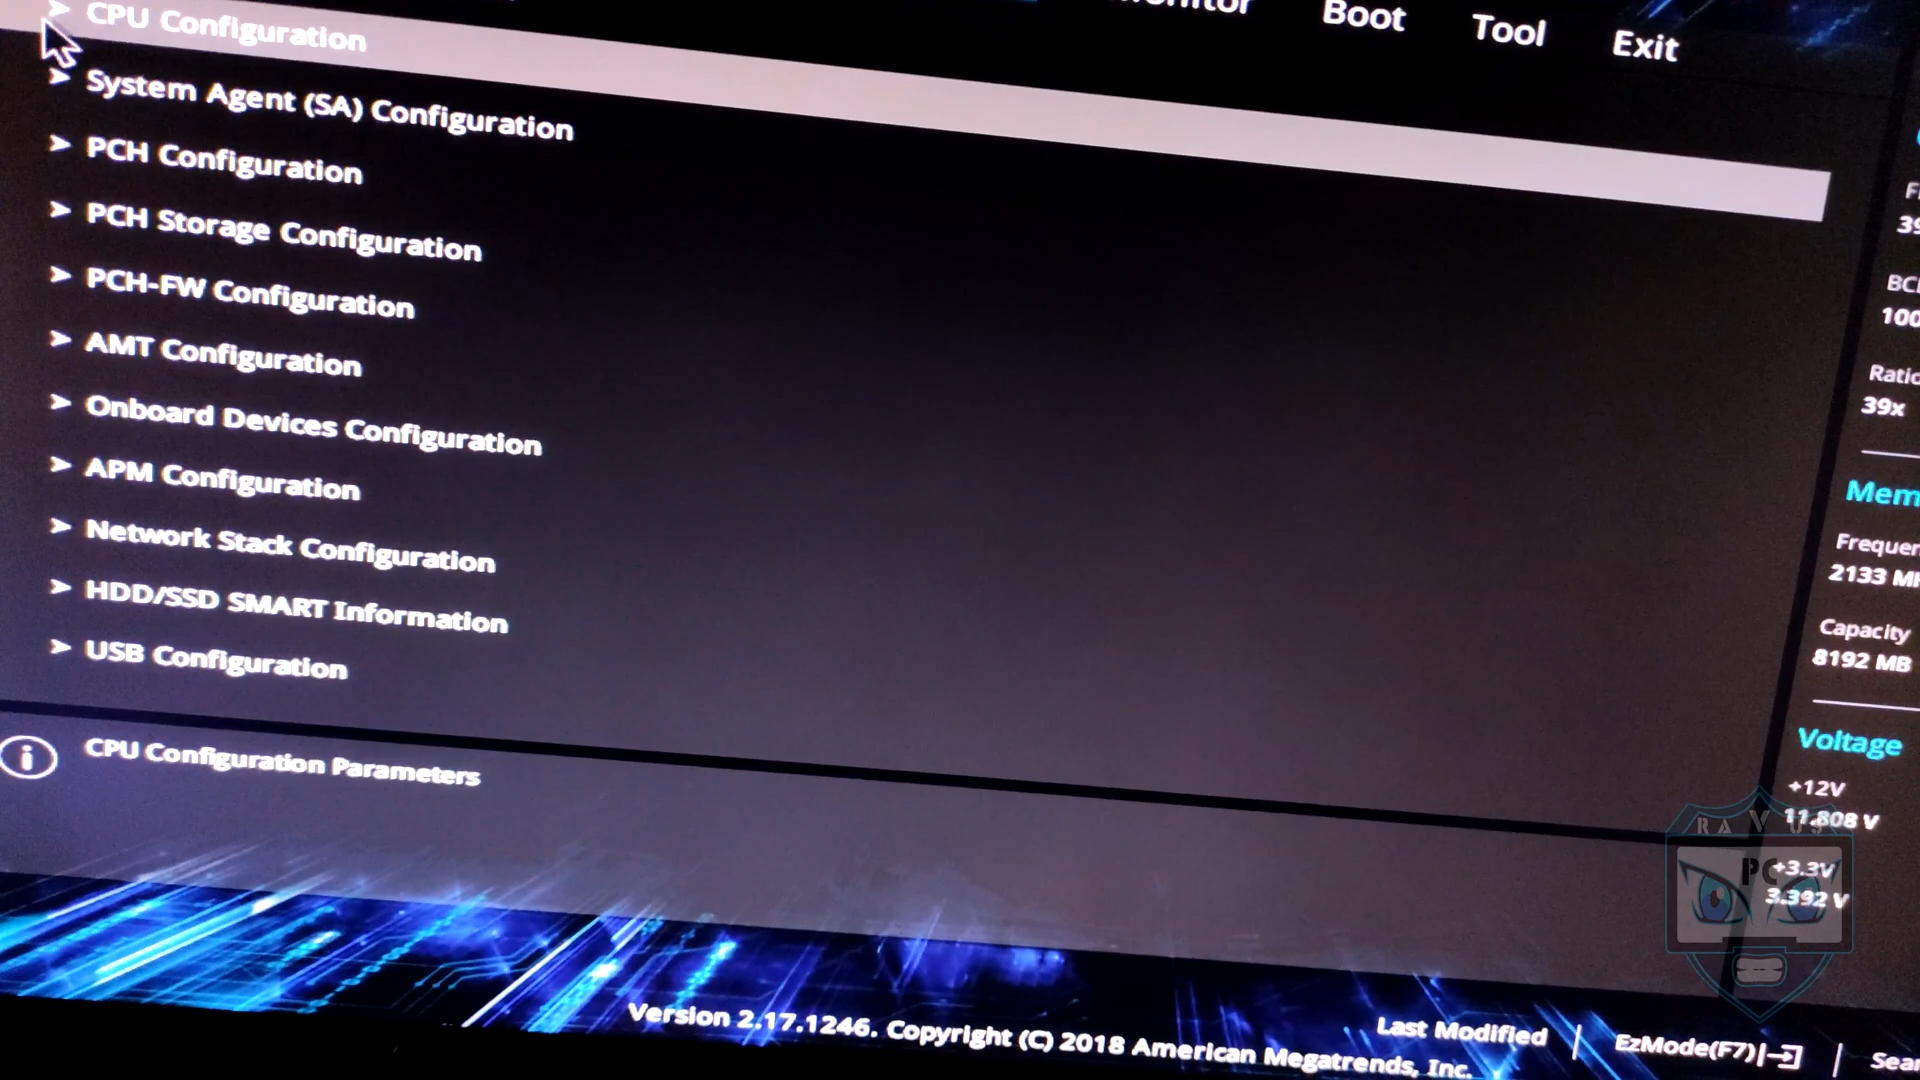 Boot
Tool
Exit
CPU Configuration
System Agent (SA) Configuration
PCH Configuration
PCH Storage Configuration
PCH-FW Configuration
AMT Configuration
Onboard Devices Configuration
APM Configuration
Network Stack Configuration
HDD/SSD SMART Information
USB Configuration
CPU Configuration Parameters
39x
2133
Capacity
8192 MB
Voltage
+12V
11.808 V
+3.3V
3.392 V
RAVUS
PC
Version 2.17.1246. Copyright (C) 2018 American Megatrends, Inc.
Last Modified
EzMode(F7)